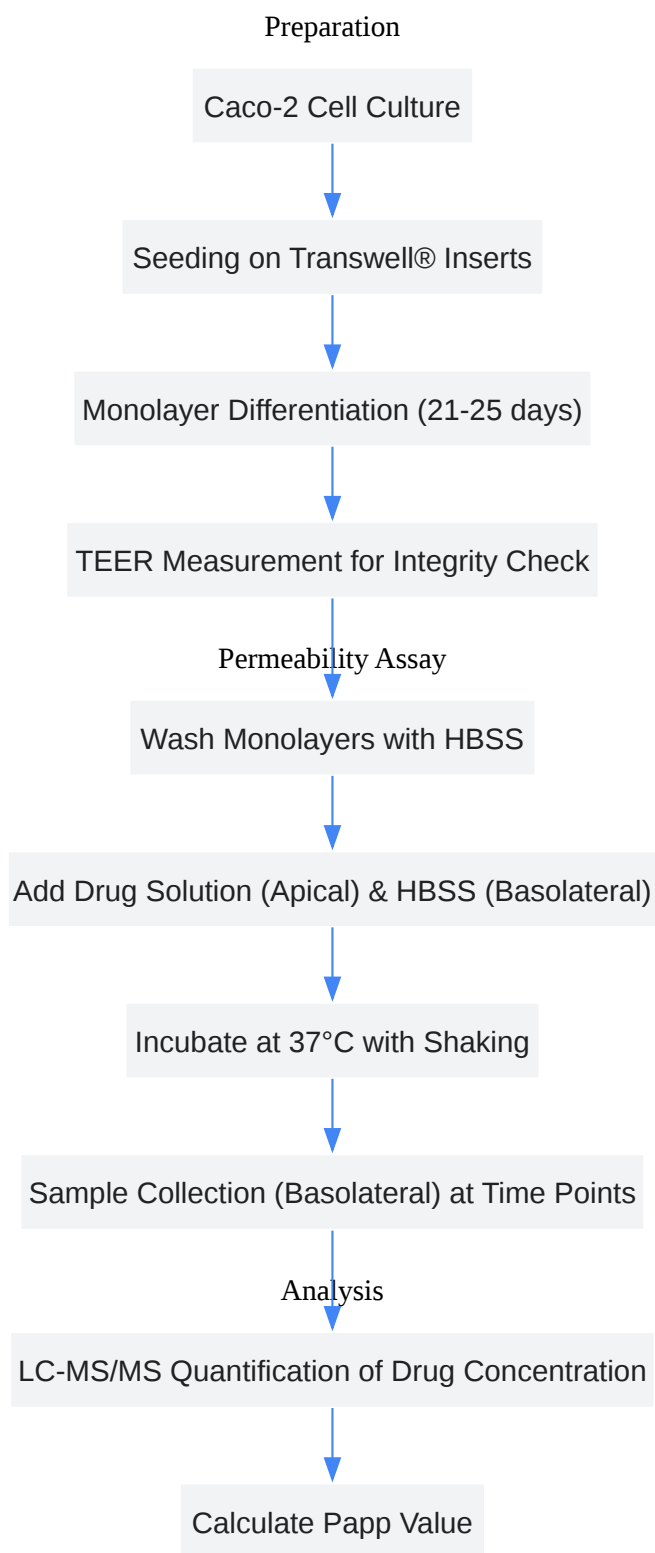 Preparation
Caco-2 Cell Culture
Seeding on Transwell® Inserts
Monolayer Differentiation (21-25 days)
TEER Measurement for Integrity Check
Permeability Assay
Wash Monolayers with HBSS
Add Drug Solution (Apical) & HBSS (Basolateral)
Incubate at 37°C with Shaking
Sample Collection (Basolateral) at Time Points
Analysis
LC-MS/MS Quantification of Drug Concentration
Calculate Papp Value